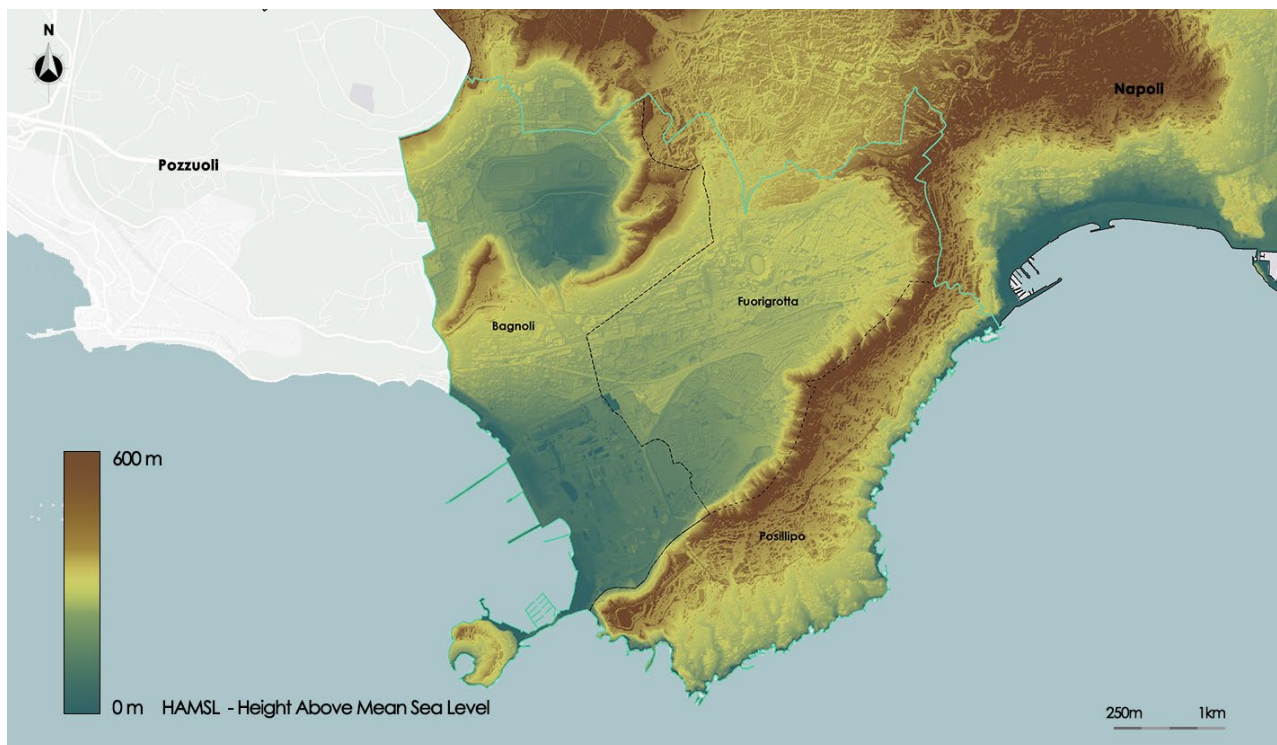 N
Napoli
Pozzuoli
Fuorigrotta
Bagnoli
600 m
Posillipo
0 m HAMSL - Height Above Mean Sea Level
250m 1km